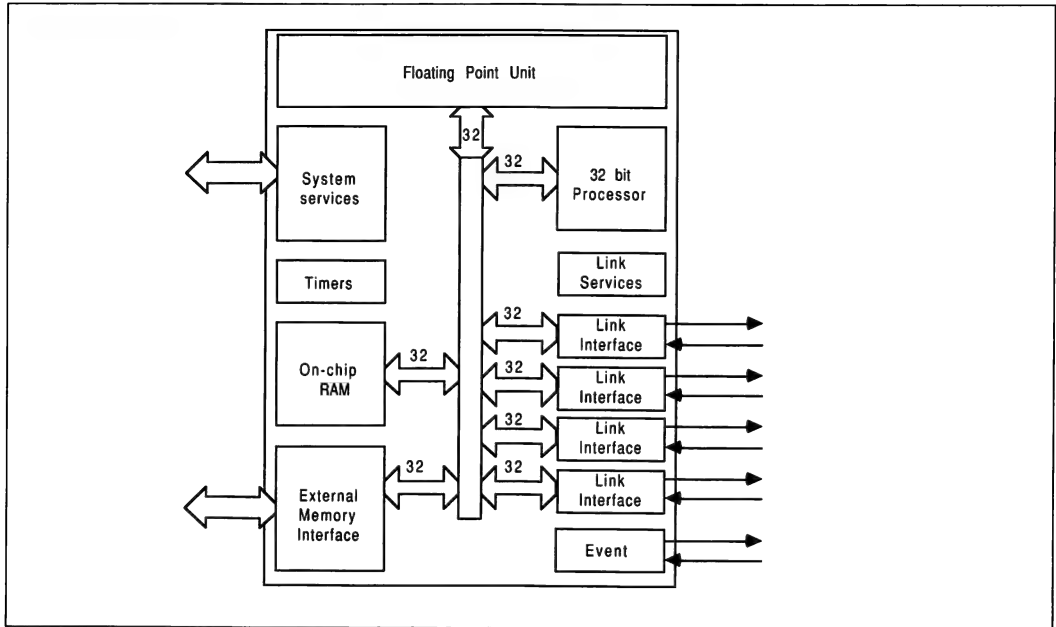 Floating Point Unit
32
System
services
32
32 bit
Processor
Timers
Link
Services
On-chip
RAM
32
32
Link
Interface
32
Link
Interface
32
Link
Interface
External
Memory
Interface
32
32
Link
Interface
Event